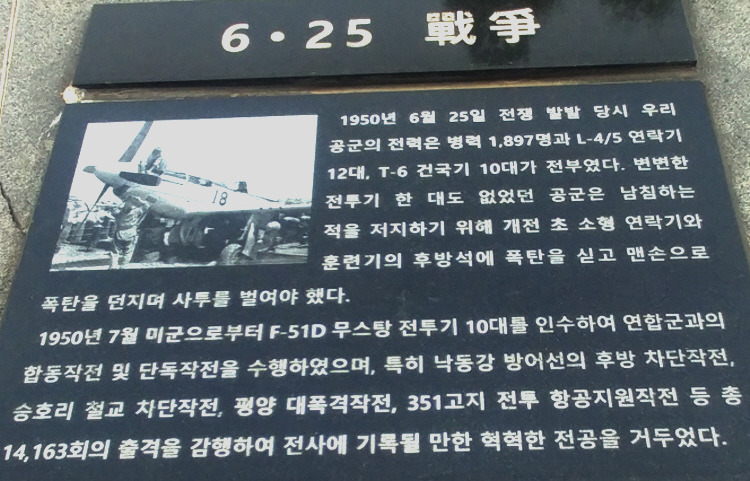 6·25 戰爭
1950년 6월 25일 전쟁 발발 당시 우리
공군의 전력은 병력 1,897명과 L-4/5 연락기
12대, T-6 건국기 10대가 전부였다. 변변한
전투기 한 대도 없었던 공군은 남침하는
적을 저지하기 위해 개전 초 소형 연락기와
훈련기의 후방석에 폭탄을 싣고 맨손으로
폭탄을 던지며 사투를 벌여야 했다.
1950년 7월 미군으로부터 F-51D 무스탕 전투기 10대를 인수하여 연합군과의
합동작전 및 단독작전을 수행하였으며, 특히 낙동강 방어선의 후방 차단작전,
승호리 철교 차단작전, 평양 대폭격작전, 351고지 전투 항공지원작전 등 총
14,163회의 출격을 감행하여 전사에 기록될 만한 혁혁한 전공을 거두었다.
18